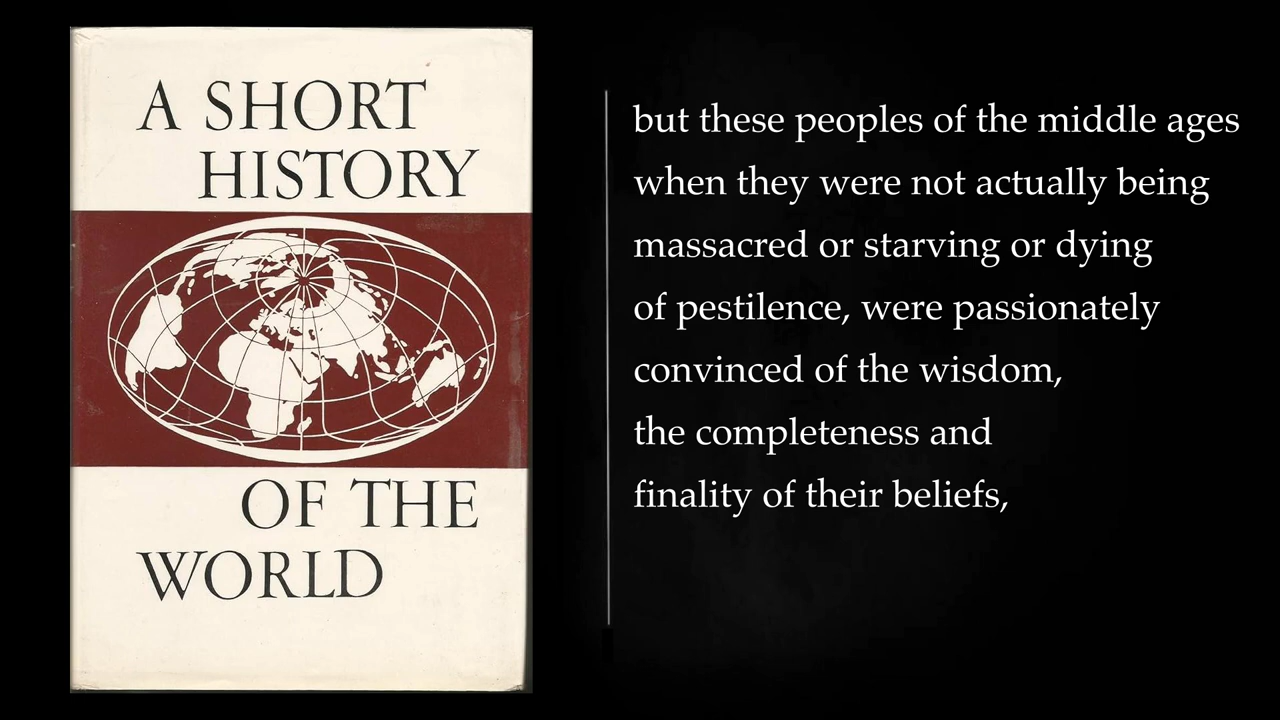 A SHORT
HISTORY
OF THE
WORLD
but these peoples of the middle ages
when they were not actually being
massacred or starving or dying
of pestilence, were passionately
convinced of the wisdom,
the completeness and
finality of their beliefs,